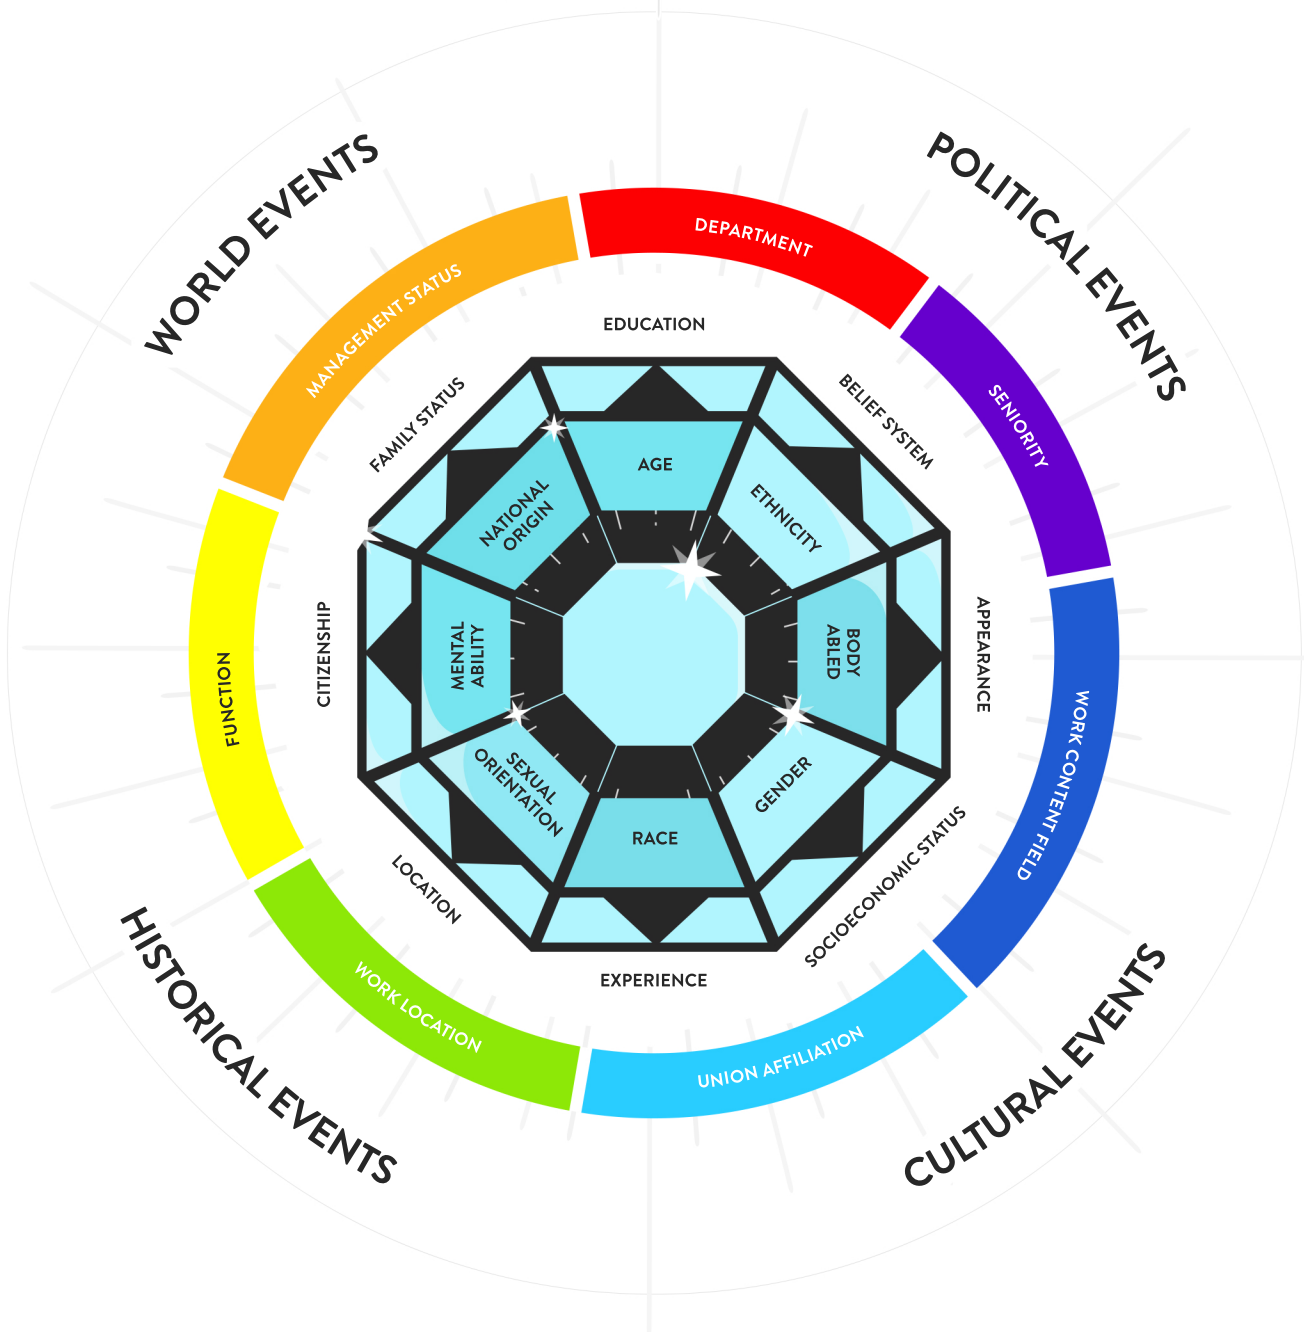 WORLD EVENTS
POLITICAL EVENTS
CULTURAL EVENTS
HISTORICAL EVENTS
DEPARTMENT
SENIORITY
WORK CONTENT FIELD
UNION AFFILIATION
WORK LOCATION
FUNCTION
MANAGEMENT STATUS
EDUCATION
BELIEF SYSTEM
APPEARANCE
SOCIOECONOMIC STATUS
EXPERIENCE
LOCATION
CITIZENSHIP
FAMILY STATUS
AGE
ETHNICITY
BODY
ABLED
GENDER
RACE
SEXUAL
ORIENTATION
MENTAL
ABILITY
NATIONAL
ORIGIN